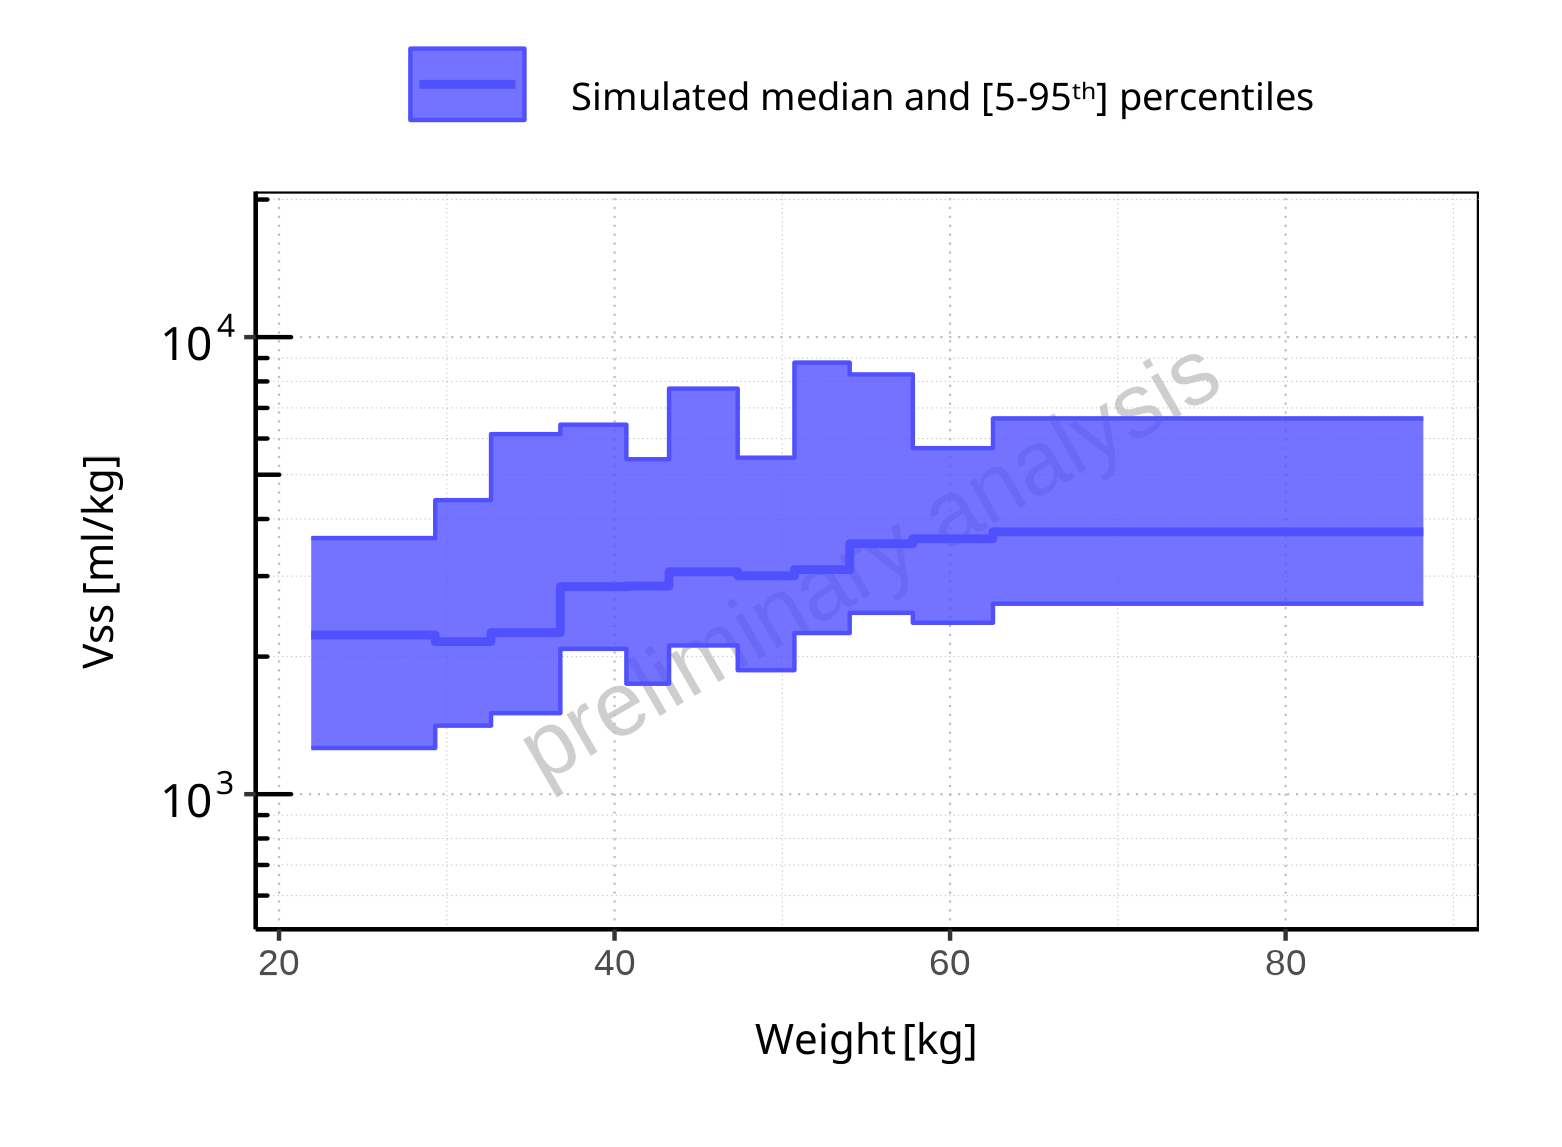 Simulated median and [5-95th] percentiles
10^4
10^3
Vss [ml/kg]
preliminary analysis
20 40 60 80
Weight [kg]